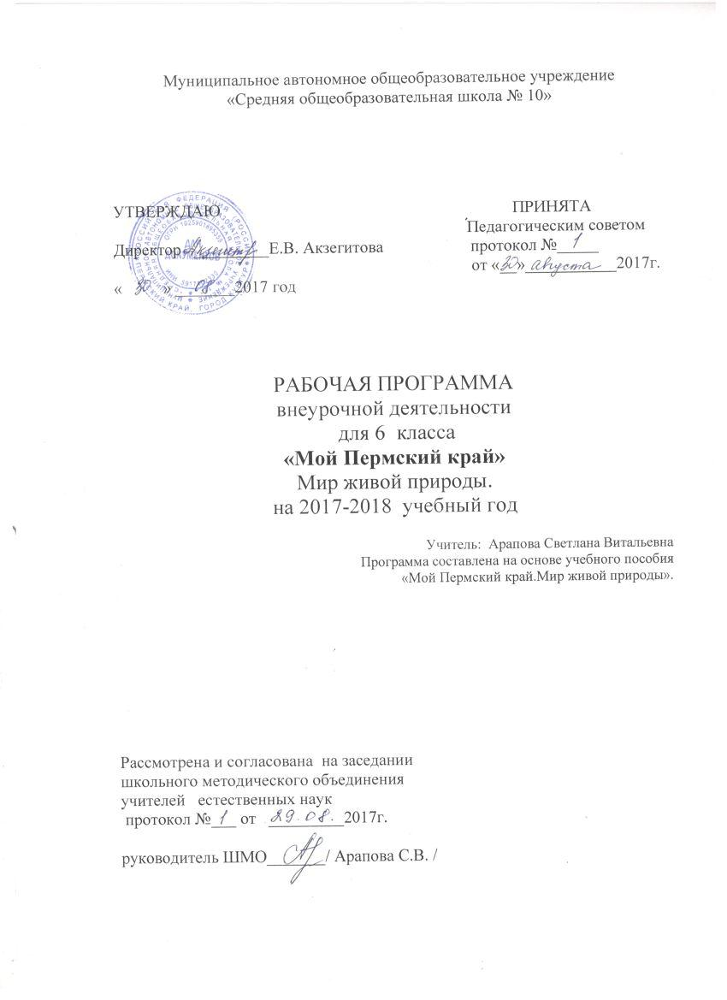 Муниципальное автономное общеобразовательное учреждение
«Средняя общеобразовательная школа № 10»
УТВЕРЖДАЮ
Директор__________Е.В. Акзегитова
« 30 » 08 2017 год
ПРИНЯТА
Педагогическим советом
протокол № 1
от «30» августа 2017г.
РАБОЧАЯ ПРОГРАММА
внеурочной деятельности
для 6 класса
«Мой Пермский край»
Мир живой природы.
на 2017-2018 учебный год
Учитель: Арапова Светлана Витальевна
Программа составлена на основе учебного пособия
«Мой Пермский край.Мир живой природы».
Рассмотрена и согласована на заседании
школьного методического объединения
учителей естественных наук
протокол № 1 от 29.08. 2017г.
руководитель ШМО_______/ Арапова С.В. /